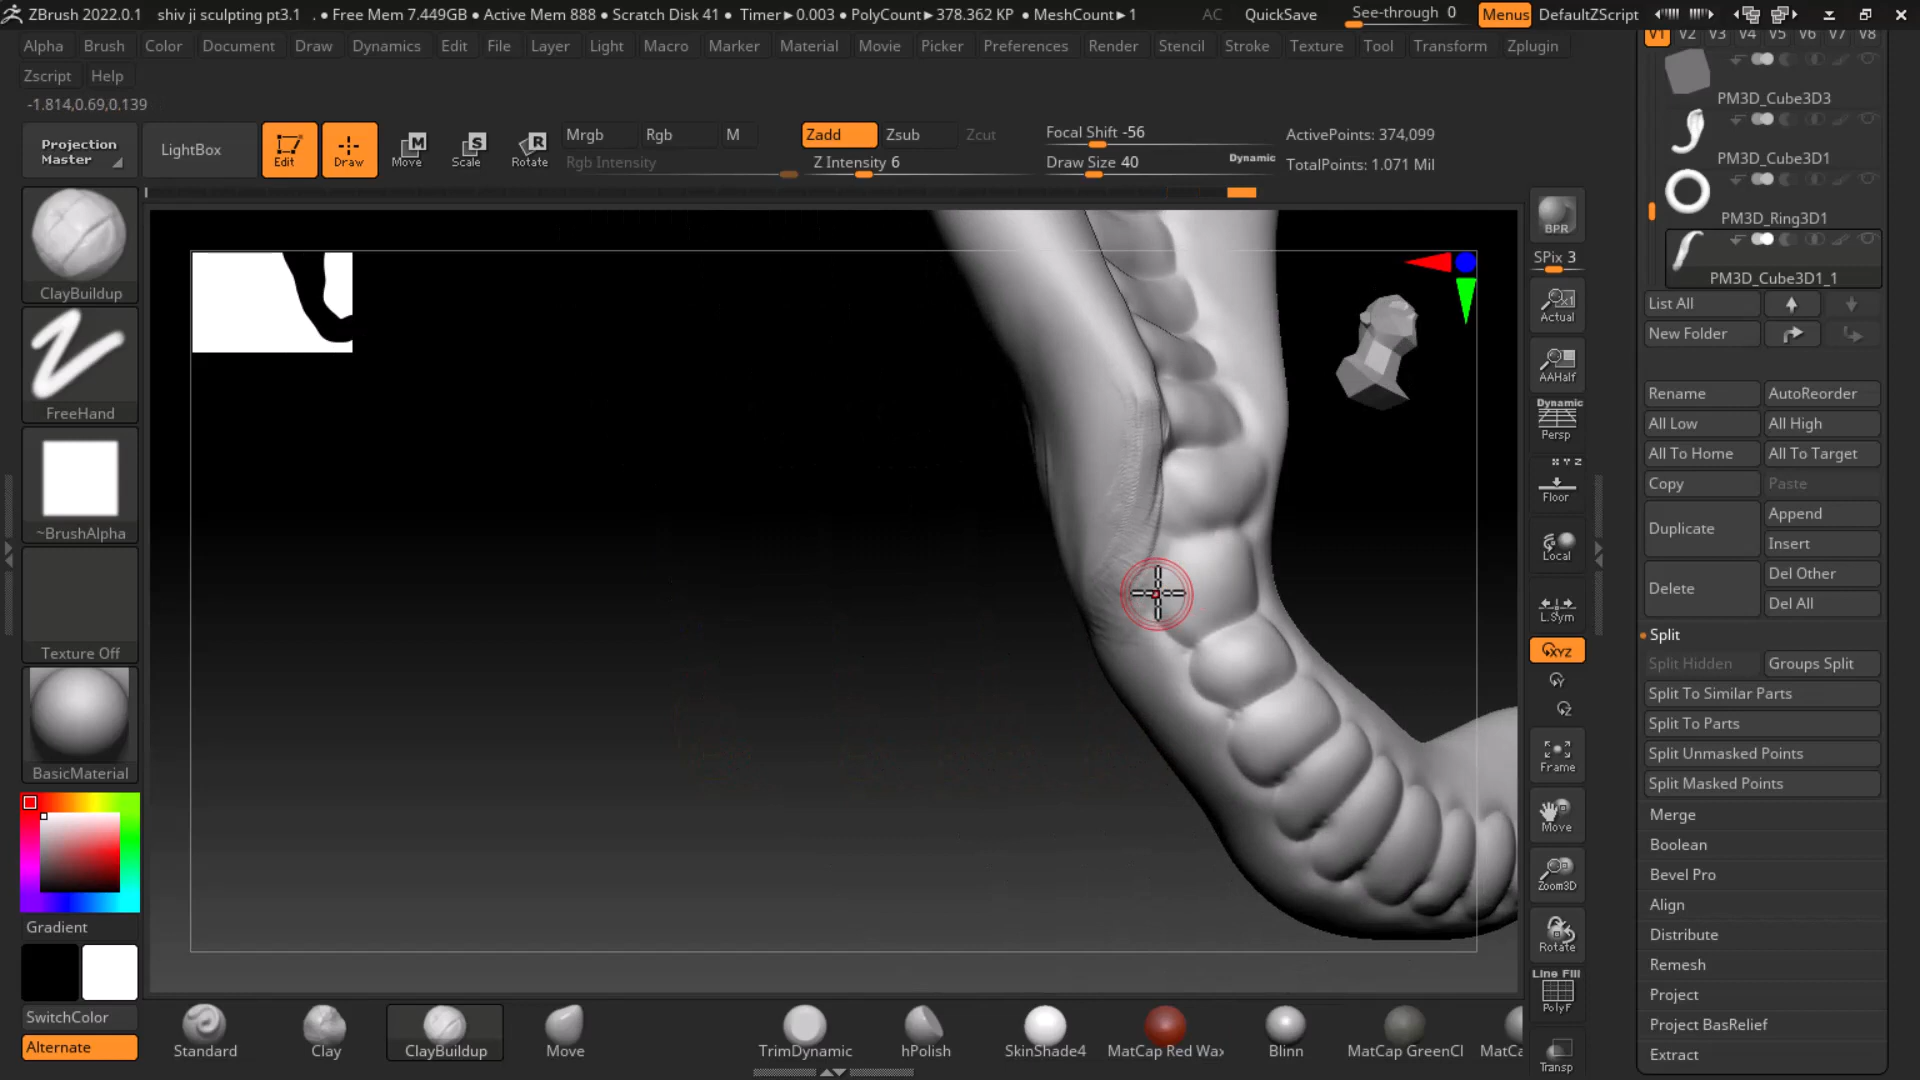 ZBrush 2022.0.1 shiv ji sculpting pt3.1 . • Free Mem 7.449GB • Active Mem 888 • Scratch Disk 41 • Timer▸0.003 • PolyCount▸378.362 KP • MeshCount▸1 AC QuickSave See-through 0 Menus DefaultZScript
Alpha Brush Color Document Draw Dynamics Edit File Layer Light Macro Marker Material Movie Picker Preferences Render Stencil Stroke Texture Tool Transform Zplugin
Zscript Help
-1.814,0.69,0.139
Projection Master
LightBox
Edit
Draw
Move
Scale
Rotate
Mrgb Rgb M
Rgb Intensity
Zadd Zsub Zcut
Z Intensity 6
Focal Shift -56
Draw Size 40 Dynamic
ActivePoints: 374,099
TotalPoints: 1.071 Mil
ClayBuildup
FreeHand
~BrushAlpha
Texture Off
BasicMaterial
Gradient
SwitchColor
Alternate
BPR
SPix 3
Actual
AAHalf
Dynamic
Persp
X Y Z
Floor
Local
L.Sym
XYZ
Y
Z
Frame
Move
Zoom3D
Rotate
Line Fill
PolyF
Transp
V1 V2 V3 V4 V5 V6 V7 V8
PM3D_Cube3D3
PM3D_Cube3D1
PM3D_Ring3D1
PM3D_Cube3D1_1
List All
New Folder
Rename AutoReorder
All Low All High
All To Home All To Target
Copy Paste
Duplicate Append
Insert
Delete Del Other
Del All
Split
Split Hidden Groups Split
Split To Similar Parts
Split To Parts
Split Unmasked Points
Split Masked Points
Merge
Boolean
Bevel Pro
Align
Distribute
Remesh
Project
Project BasRelief
Extract
Standard Clay ClayBuildup Move TrimDynamic hPolish SkinShade4 MatCap Red Wax Blinn MatCap GreenCl MatCa